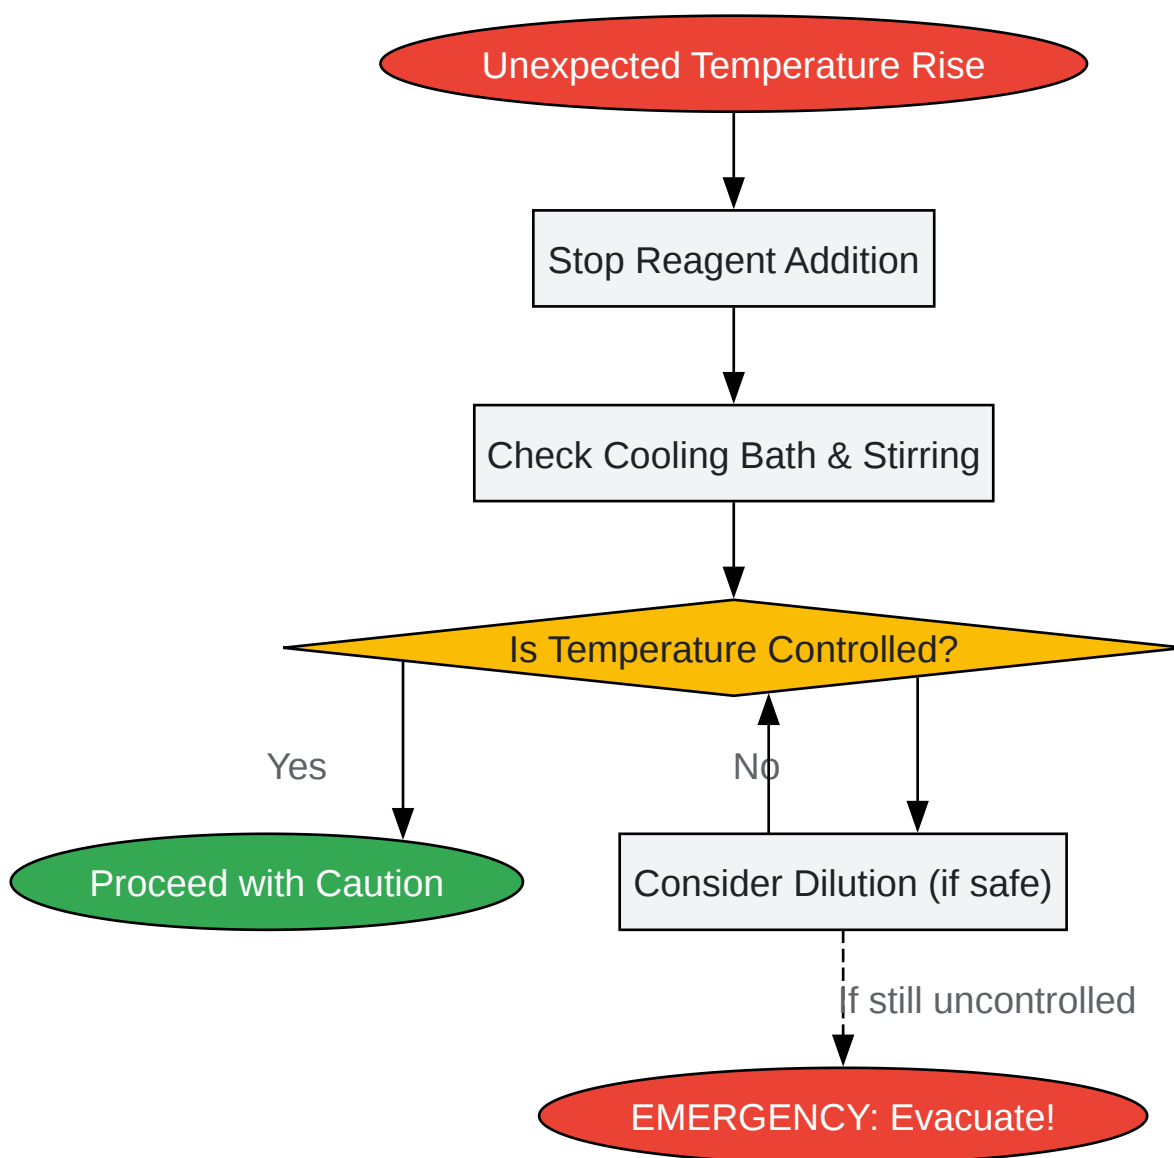 Unexpected Temperature Rise
Stop Reagent Addition
Check Cooling Bath & Stirring
Is Temperature Controlled?
Yes
No
Proceed with Caution
Consider Dilution (if safe)
If still uncontrolled
EMERGENCY: Evacuate!